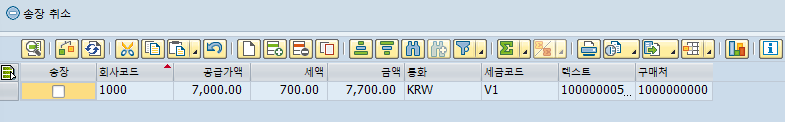 송장 취소
송장 회사코드 공급가액 세액 금액 통화 세금코드 텍스트 구매처
1000 7,000.00 700.00 7,700.00 KRW V1 100000005... 1000000000